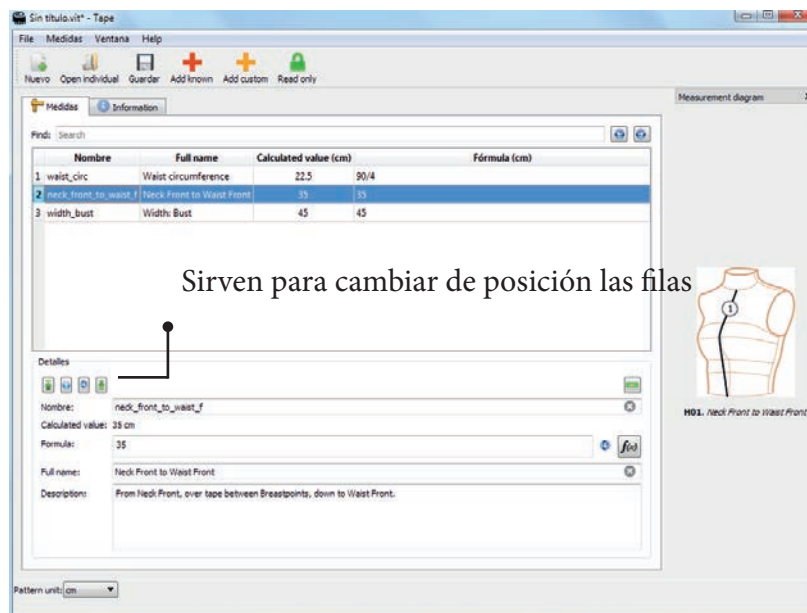 Sin titulo.vit* - Tape
File Medidas Ventana Help
Nuevo Open individual Guardar Add known Add custom Read only
Medidas Information
Find: Search
Nombre Full name Calculated value (cm) Fórmula (cm)
1 waist_circ Waist circumference 22.5 90/4
2 neck_front_to_waist_f Neck Front to Waist Front 35 35
3 width_bust Width: Bust 45 45
Sirven para cambiar de posición las filas
Detalles
Nombre: neck_front_to_waist_f
Calculated value: 35 cm
Formula: 35
f(x)
Full name: Neck Front to Waist Front
Description: From Neck Front, over tape between Breastpoints, down to Waist Front.
Pattern unit: cm
Measurement diagram
1
H01. Neck Front to Waist Front